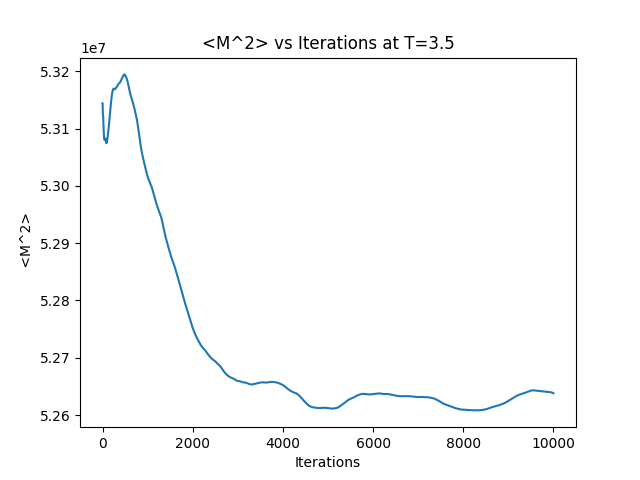 <M^2> vs Iterations at T=3.5
1e7
5.32
5.31
5.30
5.29
5.28
5.27
5.26
<M^2>
0 2000 4000 6000 8000 10000
Iterations